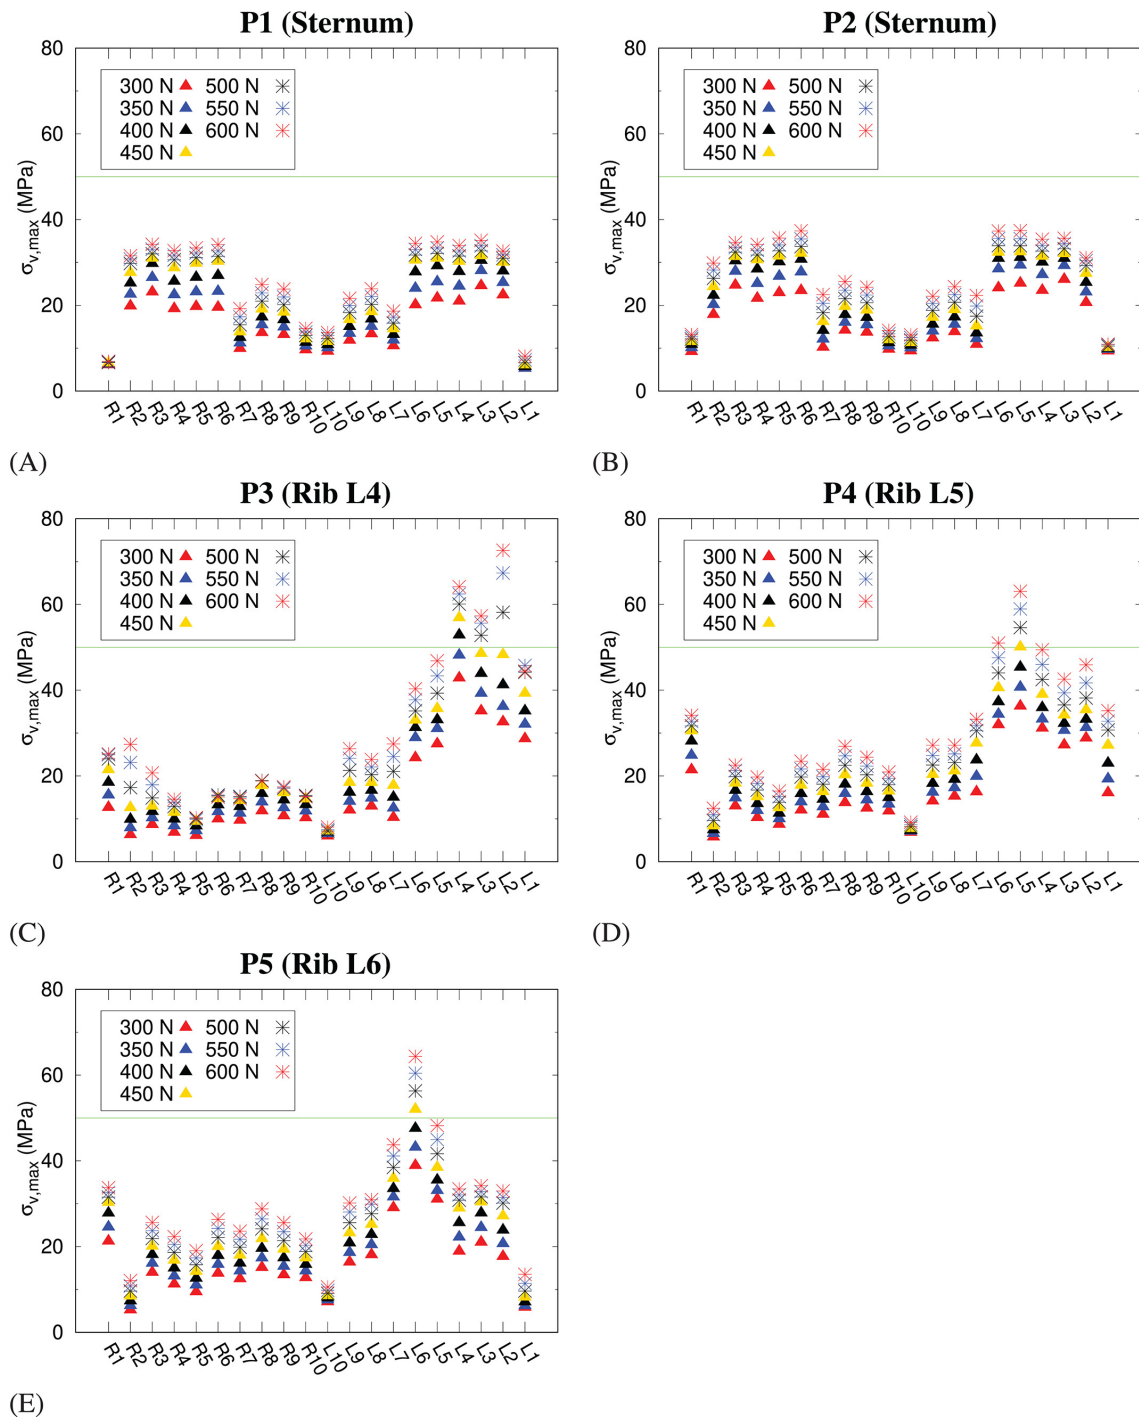 P1 (Sternum)
80
60
40
20
0
σv,max (MPa)
300 N 500 N
350 N 550 N
400 N 600 N
450 N
R1 R2 R3 R4 R5 R6 R7 R8 R9 R10 L10 L9 L8 L7 L6 L5 L4 L3 L2 L1
(A)
P2 (Sternum)
80
60
40
20
0
σv,max (MPa)
300 N 500 N
350 N 550 N
400 N 600 N
450 N
R1 R2 R3 R4 R5 R6 R7 R8 R9 R10 L10 L9 L8 L7 L6 L5 L4 L3 L2 L1
(B)
P3 (Rib L4)
80
60
40
20
0
σv,max (MPa)
300 N 500 N
350 N 550 N
400 N 600 N
450 N
R1 R2 R3 R4 R5 R6 R7 R8 R9 R10 L10 L9 L8 L7 L6 L5 L4 L3 L2 L1
(C)
P4 (Rib L5)
80
60
40
20
0
σv,max (MPa)
300 N 500 N
350 N 550 N
400 N 600 N
450 N
R1 R2 R3 R4 R5 R6 R7 R8 R9 R10 L10 L9 L8 L7 L6 L5 L4 L3 L2 L1
(D)
P5 (Rib L6)
80
60
40
20
0
σv,max (MPa)
300 N 500 N
350 N 550 N
400 N 600 N
450 N
R1 R2 R3 R4 R5 R6 R7 R8 R9 R10 L10 L9 L8 L7 L6 L5 L4 L3 L2 L1
(E)